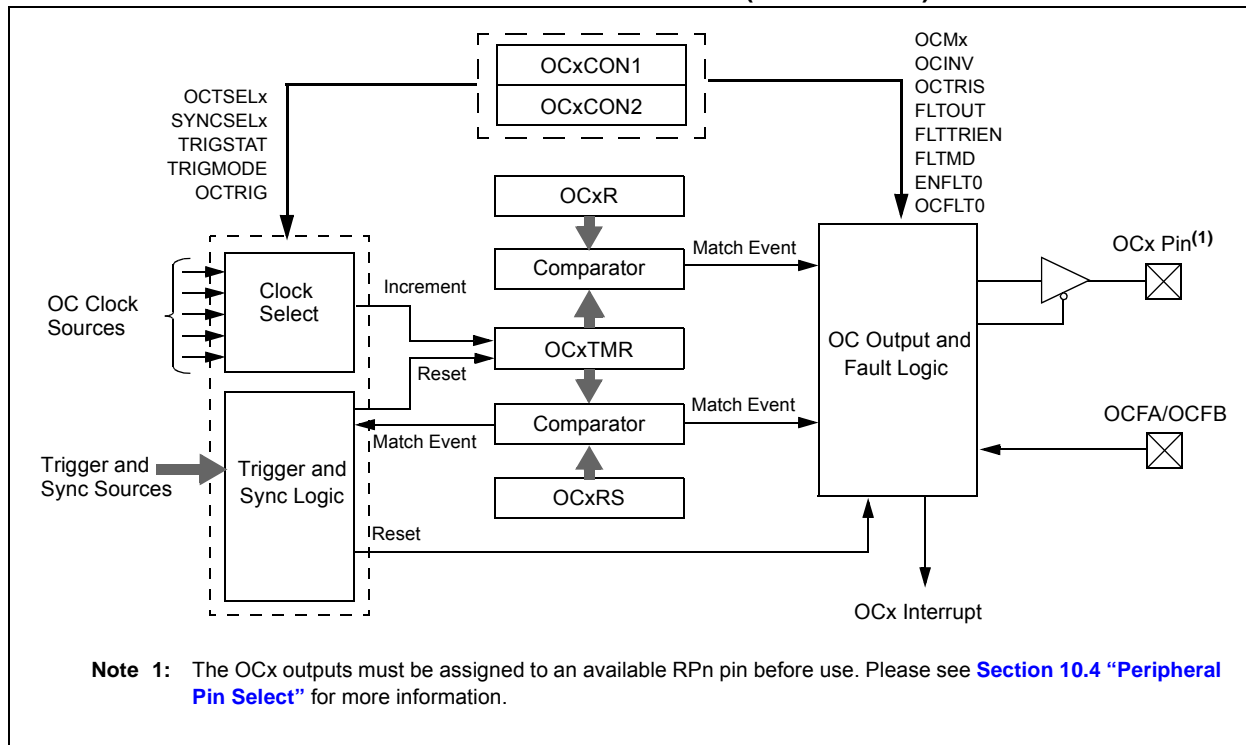 OCxCON1
OCxCON2
OCTSELx
SYNCSELx
TRIGSTAT
TRIGMODE
OCTRIG
OCMx
OCINV
OCTRIS
FLTOUT
FLTTRIEN
FLTMD
ENFLT0
OCFLT0
OCxR
Match Event
Comparator
OCx Pin(1)
OC Clock
Sources
Clock
Select
Increment
OCxTMR
Reset
OC Output and
Fault Logic
Match Event
Comparator
Match Event
OCFA/OCFB
Trigger and
Sync Sources
Trigger and
Sync Logic
OCxRS
Reset
OCx Interrupt
Note 1: The OCx outputs must be assigned to an available RPn pin before use. Please see Section 10.4 “Peripheral
Pin Select” for more information.